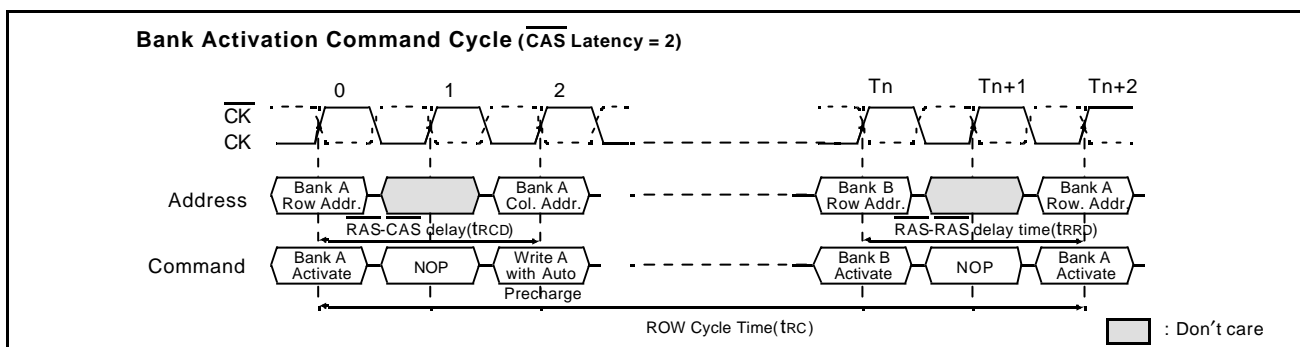 Bank Activation Command Cycle (CAS Latency = 2)
0 1 2 Tn Tn+1 Tn+2
CK
CK
Address
Bank A
Row Addr.
Bank A
Col. Addr.
Bank B
Row Addr.
Bank A
Row. Addr.
RAS-CAS delay(tRCD)
RAS-RAS delay time(tRRD)
Command
Bank A
Activate
NOP
Write A
with Auto
Precharge
Bank B
Activate
NOP
Bank A
Activate
ROW Cycle Time(tRC)
: Don't care